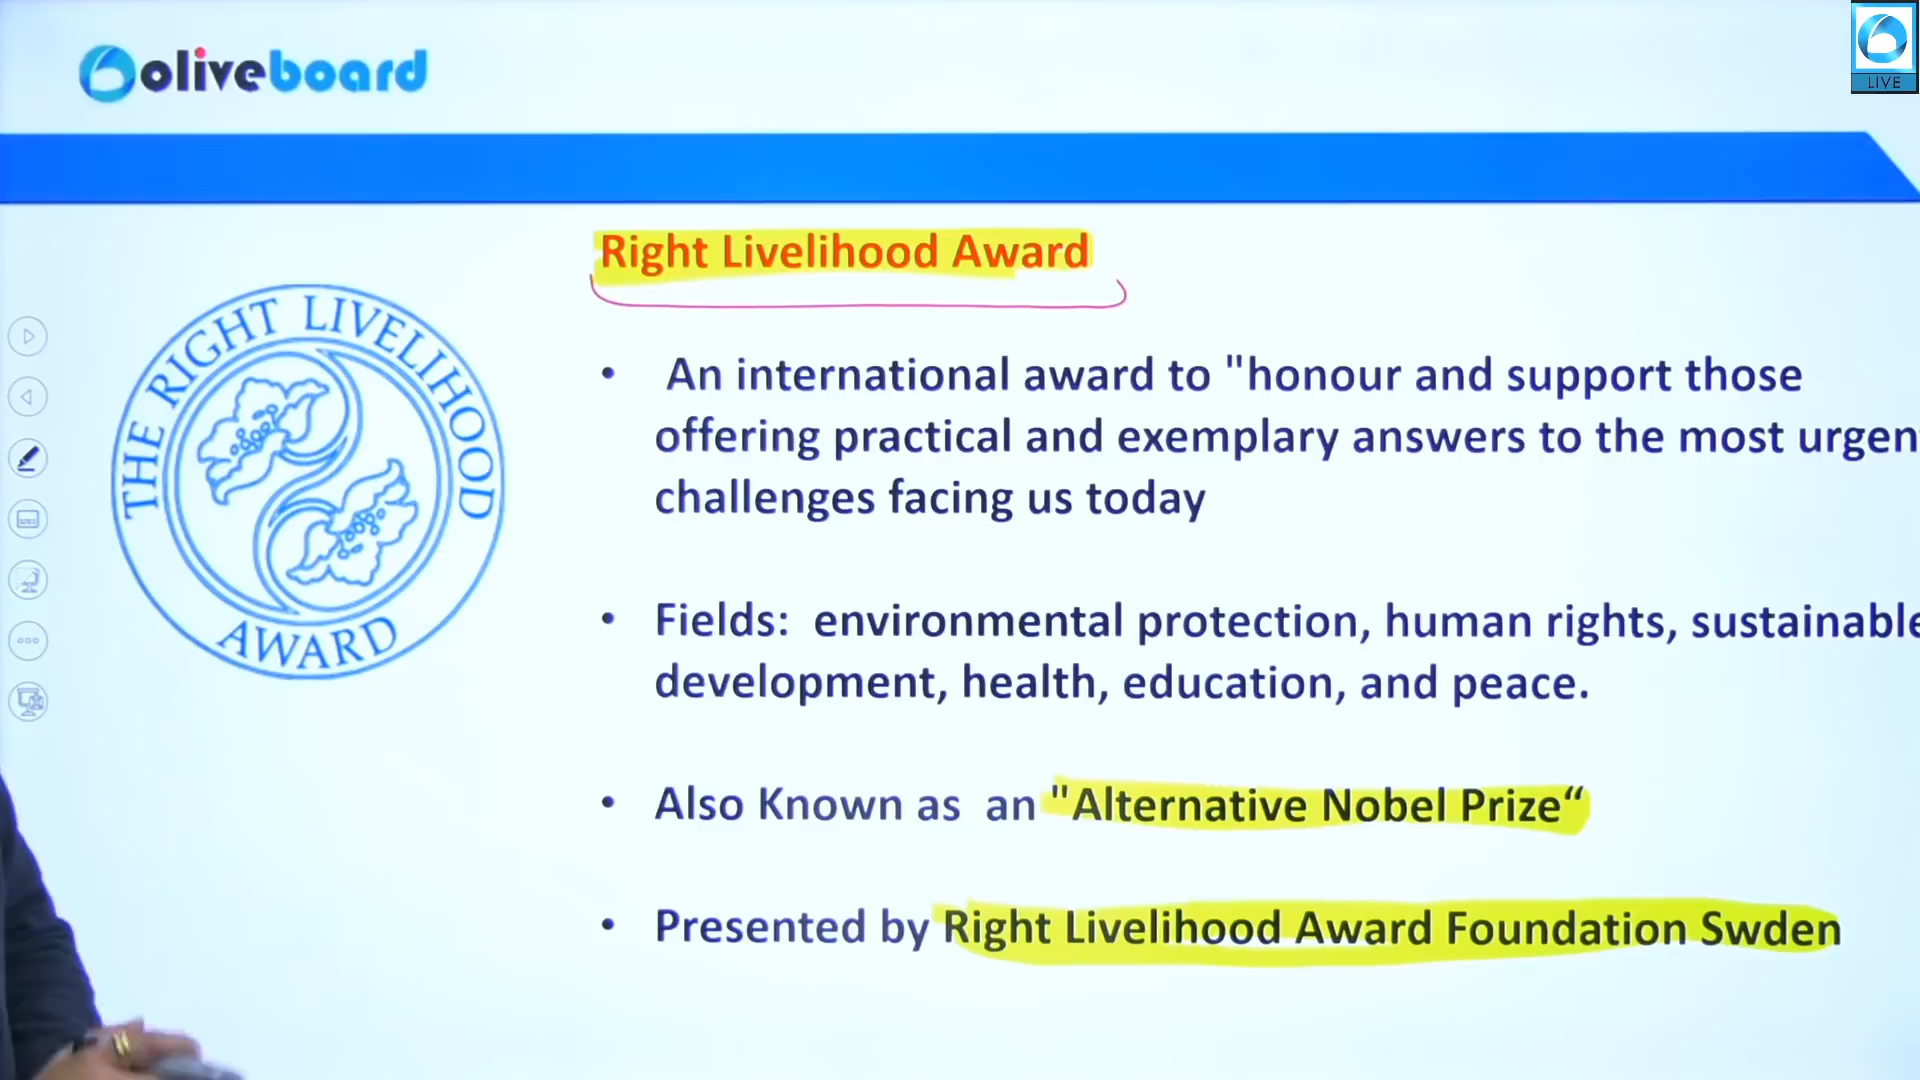 oliveboard
LIVE
Right Livelihood Award
THE RIGHT LIVELIHOOD
AWARD
• An international award to "honour and support those
offering practical and exemplary answers to the most urgen
challenges facing us today
• Fields:  environmental protection, human rights, sustainable
development, health, education, and peace.
• Also Known as  an "Alternative Nobel Prize“
• Presented by Right Livelihood Award Foundation Swden